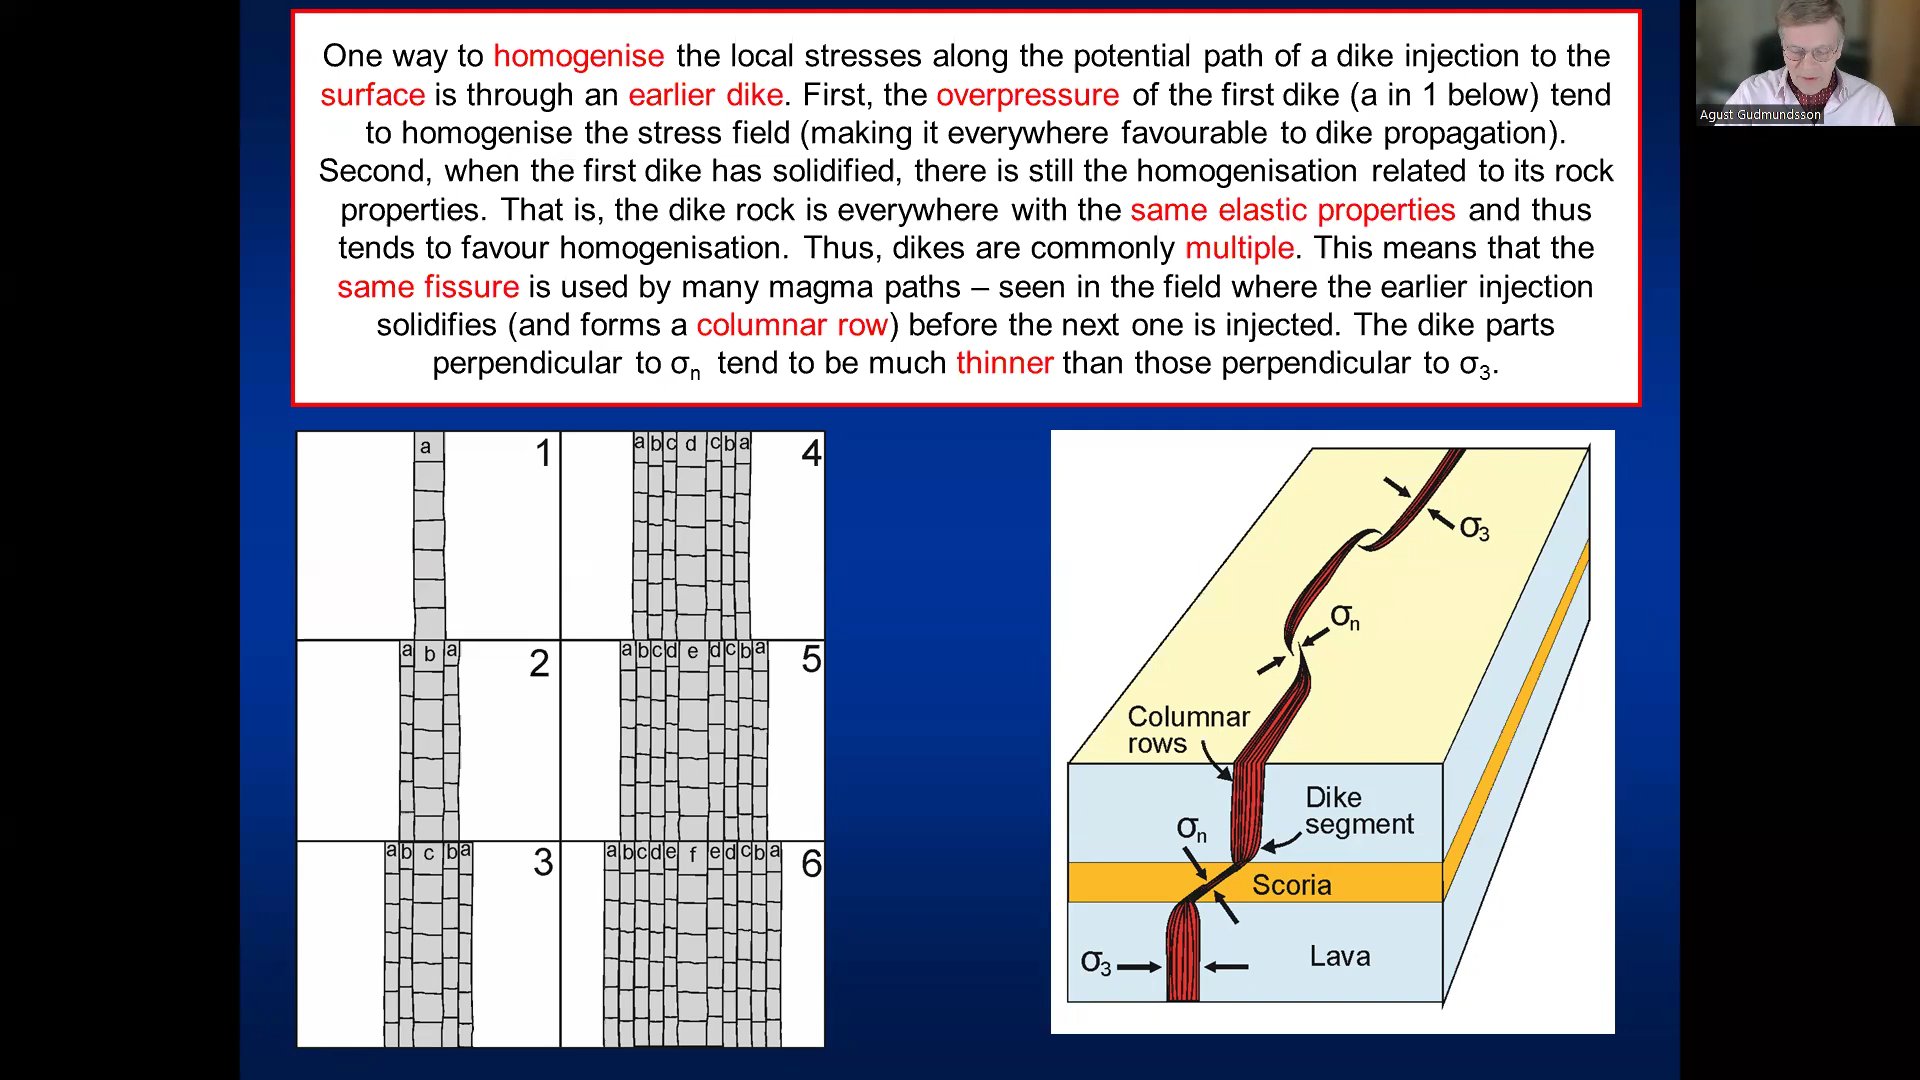 One way to homogenise the local stresses along the potential path of a dike injection to the
surface is through an earlier dike. First, the overpressure of the first dike (a in 1 below) tend
to homogenise the stress field (making it everywhere favourable to dike propagation).
Second, when the first dike has solidified, there is still the homogenisation related to its rock
properties. That is, the dike rock is everywhere with the same elastic properties and thus
tends to favour homogenisation. Thus, dikes are commonly multiple. This means that the
same fissure is used by many magma paths – seen in the field where the earlier injection
solidifies (and forms a columnar row) before the next one is injected. The dike parts
perpendicular to σn tend to be much thinner than those perpendicular to σ3.
Agust Gudmundsson
a 1
a b a 2
a b c b a 3
a b c d c b a 4
a b c d e d c b a 5
a b c d e f e d c b a 6
σ3
σn
Columnar
rows
Dike
segment
σn
Scoria
σ3
Lava